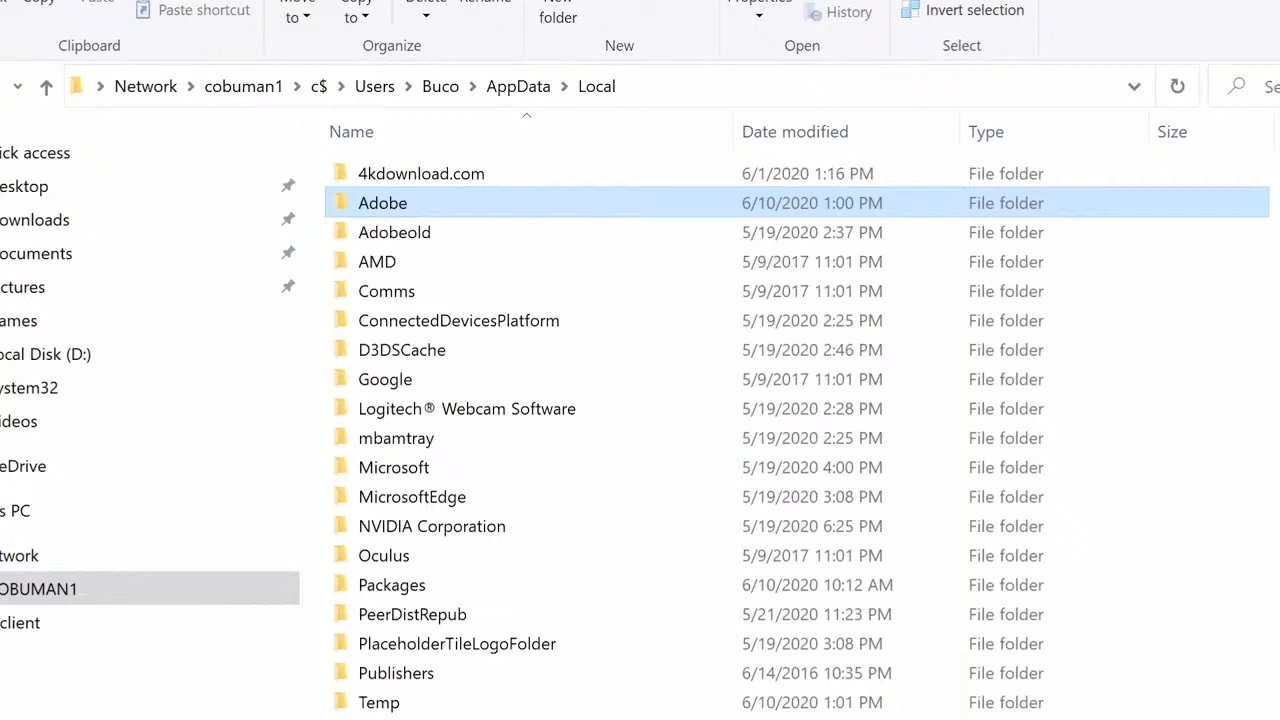 Copy
Paste
Paste shortcut
Move to
Copy to
Delete
Rename
New folder
Properties
History
Invert selection
Clipboard
Organize
New
Open
Select
Network
cobuman1
c$
Users
Buco
AppData
Local
Se
ick access
esktop
ownloads
ocuments
ctures
ames
ocal Disk (D:)
ystem32
ideos
eDrive
s PC
twork
OBUMAN1
client
Name Date modified Type Size
4kdownload.com 6/1/2020 1:16 PM File folder
Adobe 6/10/2020 1:00 PM File folder
Adobeold 5/19/2020 2:37 PM File folder
AMD 5/9/2017 11:01 PM File folder
Comms 5/9/2017 11:01 PM File folder
ConnectedDevicesPlatform 5/19/2020 2:25 PM File folder
D3DSCache 5/19/2020 2:46 PM File folder
Google 5/9/2017 11:01 PM File folder
Logitech® Webcam Software 5/19/2020 2:28 PM File folder
mbamtray 5/19/2020 2:25 PM File folder
Microsoft 5/19/2020 4:00 PM File folder
MicrosoftEdge 5/19/2020 3:08 PM File folder
NVIDIA Corporation 5/19/2020 6:25 PM File folder
Oculus 5/9/2017 11:01 PM File folder
Packages 6/10/2020 10:12 AM File folder
PeerDistRepub 5/21/2020 11:23 PM File folder
PlaceholderTileLogoFolder 5/19/2020 3:08 PM File folder
Publishers 6/14/2016 10:35 PM File folder
Temp 6/10/2020 1:01 PM File folder